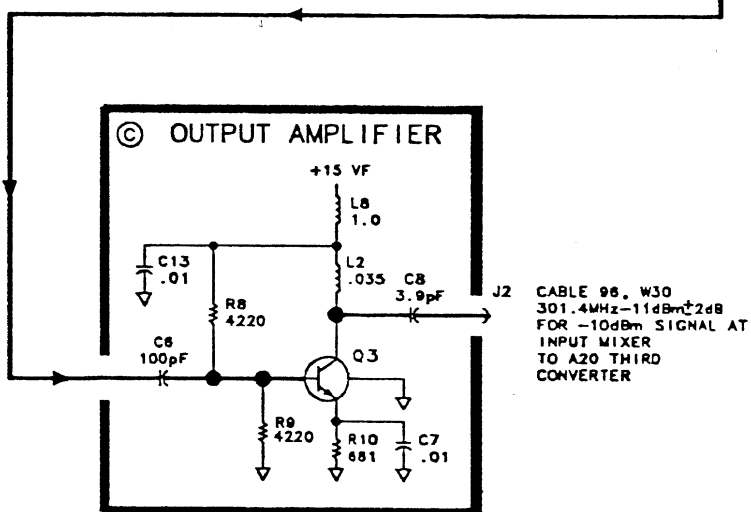 Ⓒ OUTPUT AMPLIFIER
+15 VF
L8
1.0
C13
.01
L2
.035
C8
3.9pF
J2
CABLE 96, W30
301.4MHz-11dBm±2dB
FOR -10dBm SIGNAL AT
INPUT MIXER
TO A20 THIRD
CONVERTER
R8
4220
C6
100pF
Q3
R9
4220
R10
681
C7
.01